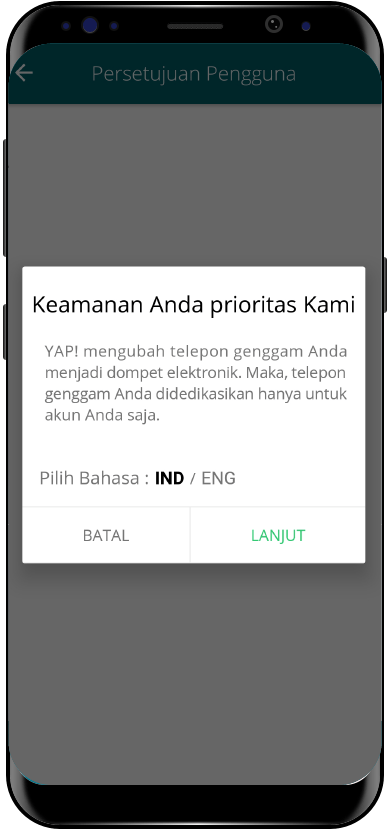 Persetujuan Pengguna
Keamanan Anda prioritas Kami
YAP! mengubah telepon genggam Anda
menjadi dompet elektronik. Maka, telepon
genggam Anda didedikasikan hanya untuk
akun Anda saja.
Pilih Bahasa : IND / ENG
BATAL
LANJUT